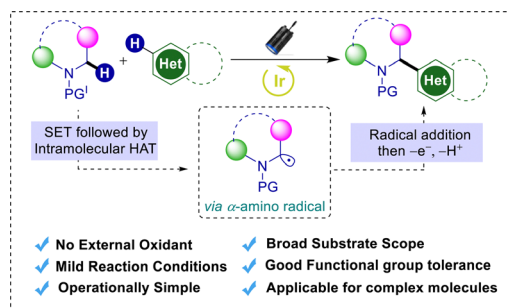 H
N
H
PGᴵ
+
Het
Ir
N
Het
PG
SET followed by
Intramolecular HAT
N
PG
via α-amino radical
Radical addition
then –e⁻, –H⁺
No External Oxidant
Broad Substrate Scope
Mild Reaction Conditions
Good Functional group tolerance
Operationally Simple
Applicable for complex molecules